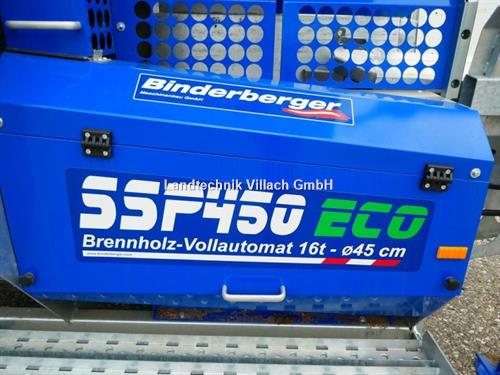 Binderberger
Maschinenbau GmbH
Landtechnik Villach GmbH
SSP450 ECO
Brennholz-Vollautomat 16t - ø45 cm
www.binderberger.com